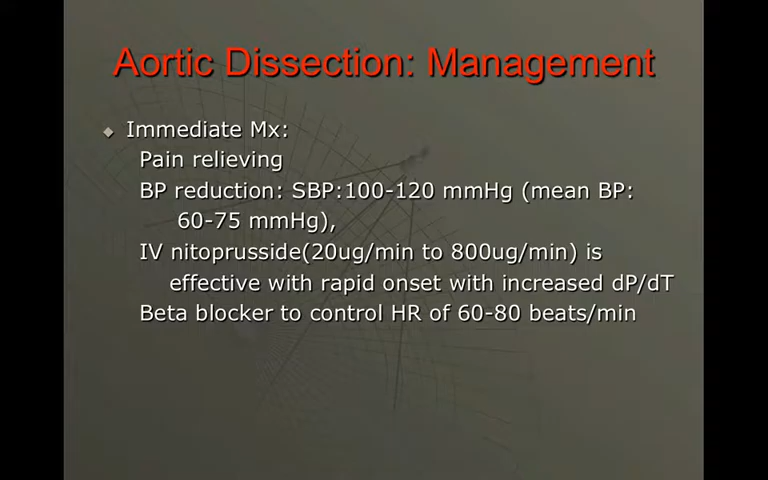 Aortic Dissection: Management
Immediate Mx:
Pain relieving
BP reduction: SBP:100-120 mmHg (mean BP:
60-75 mmHg),
IV nitoprusside(20ug/min to 800ug/min) is
effective with rapid onset with increased dP/dT
Beta blocker to control HR of 60-80 beats/min